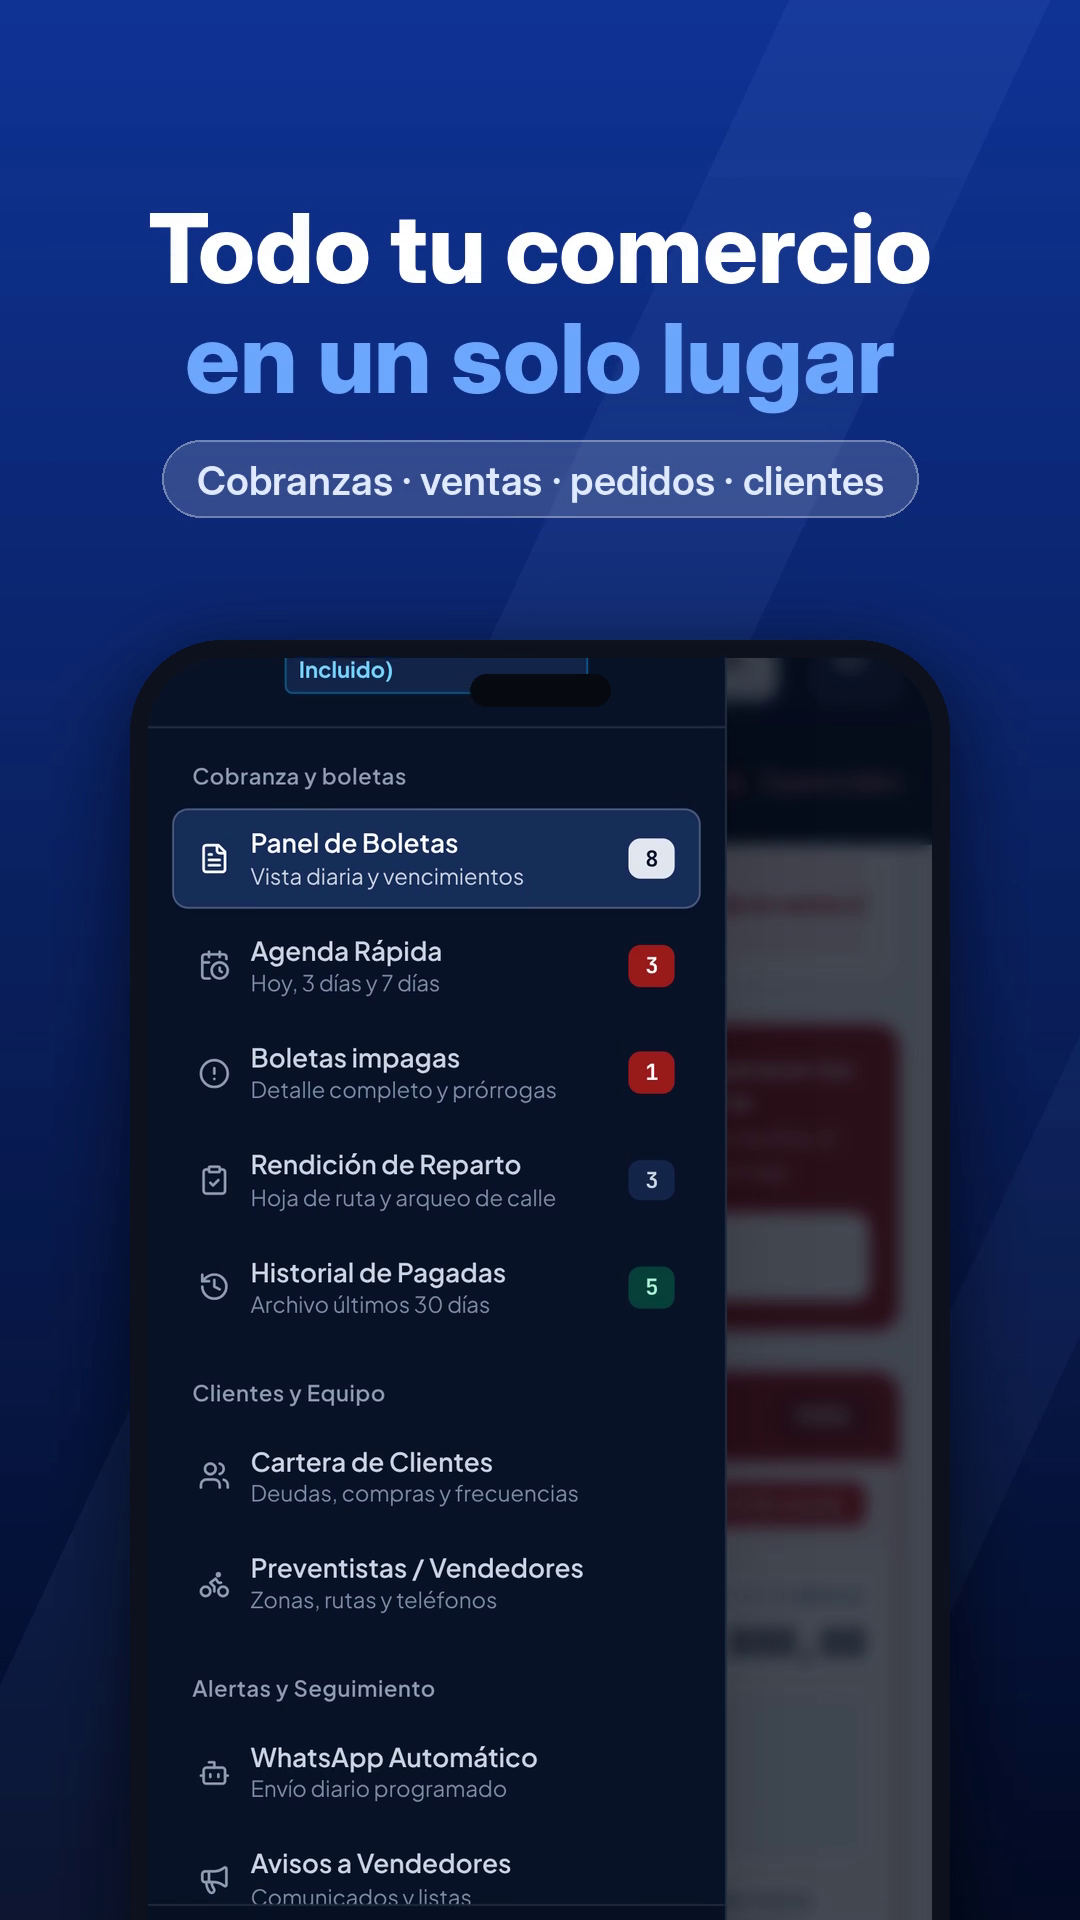 Todo tu comercio
en un solo lugar
Cobranzas · ventas · pedidos · clientes
Incluido)
Cobranza y boletas
Panel de Boletas
Vista diaria y vencimientos
8
Agenda Rápida
Hoy, 3 días y 7 días
3
Boletas impagas
Detalle completo y prórrogas
1
Rendición de Reparto
Hoja de ruta y arqueo de calle
3
Historial de Pagadas
Archivo últimos 30 días
5
Clientes y Equipo
Cartera de Clientes
Deudas, compras y frecuencias
Preventistas / Vendedores
Zonas, rutas y teléfonos
Alertas y Seguimiento
WhatsApp Automático
Envío diario programado
Avisos a Vendedores
Comunicados y listas